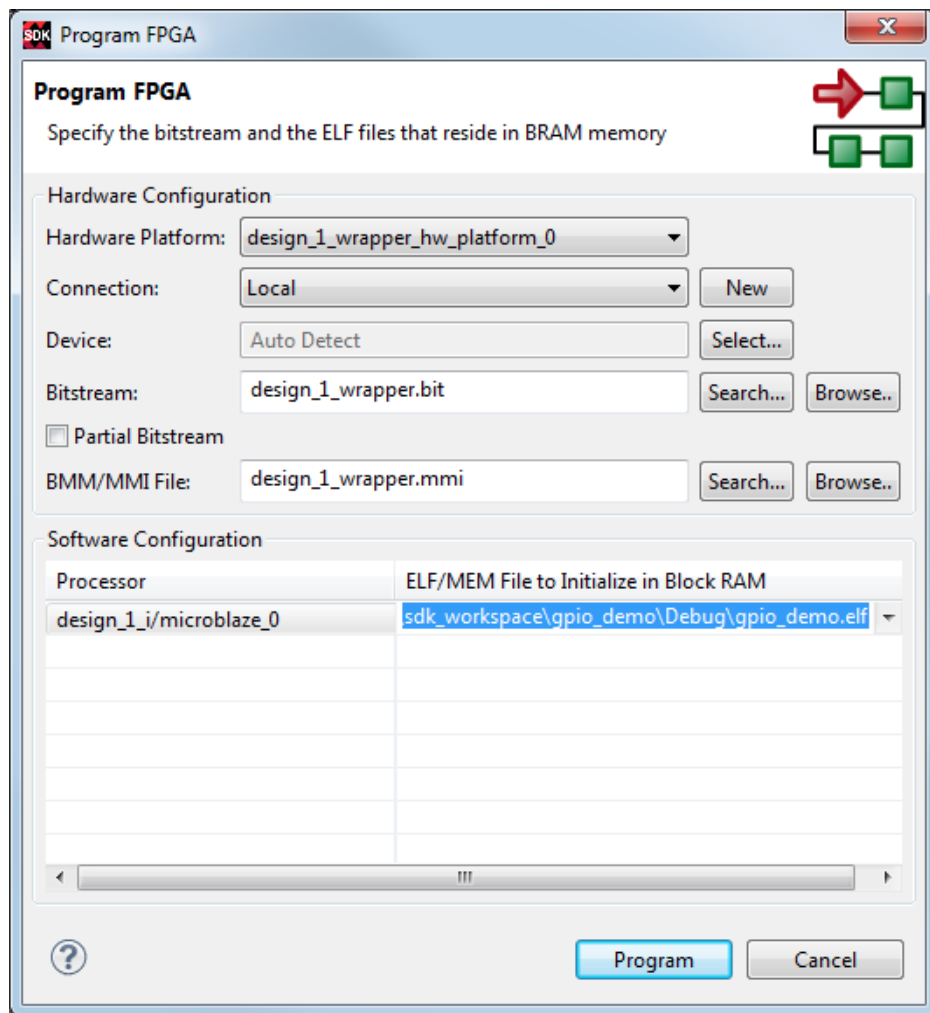 SDK Program FPGA
Program FPGA
Specify the bitstream and the ELF files that reside in BRAM memory
Hardware Configuration
Hardware Platform: design_1_wrapper_hw_platform_0
Connection: Local New
Device: Auto Detect Select...
Bitstream: design_1_wrapper.bit Search... Browse..
Partial Bitstream
BMM/MMI File: design_1_wrapper.mmi Search... Browse..
Software Configuration
Processor ELF/MEM File to Initialize in Block RAM
design_1_i/microblaze_0 .sdk_workspace\gpio_demo\Debug\gpio_demo.elf
Program Cancel